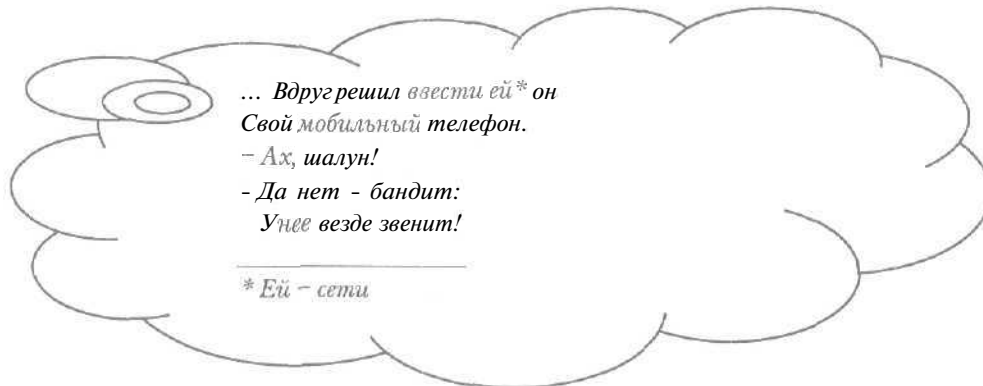 ... Вдруг решил ввести ей* он
Свой мобильный телефон.
- Ах, шалун!
- Да нет - бандит:
У нее везде звенит!
* Ей - сети